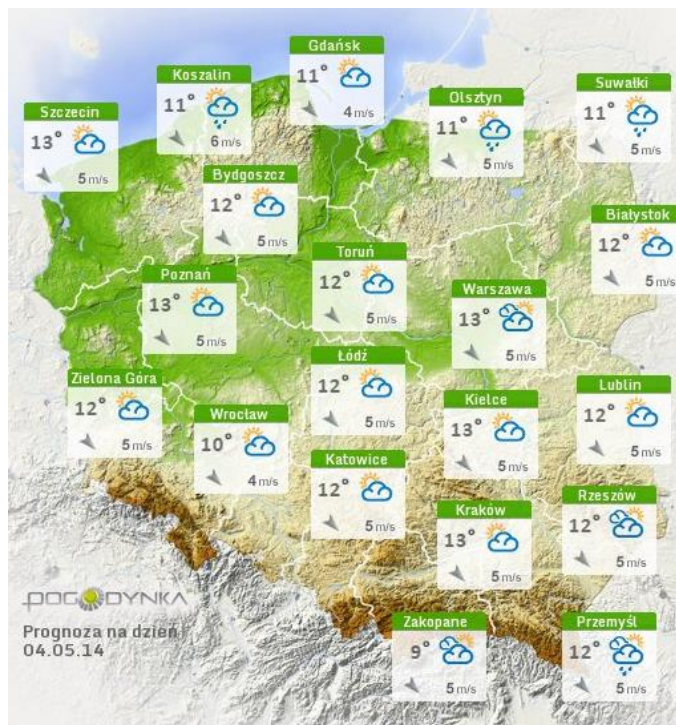 Gdańsk
11°
4 m/s
Koszalin
11°
6 m/s
Suwałki
11°
5 m/s
Olsztyn
11°
5 m/s
Szczecin
13°
5 m/s
Bydgoszcz
12°
5 m/s
Białystok
12°
5 m/s
Toruń
12°
5 m/s
Poznań
13°
5 m/s
Warszawa
13°
5 m/s
Łódź
12°
5 m/s
Zielona Góra
12°
5 m/s
Lublin
12°
5 m/s
Kielce
13°
5 m/s
Wrocław
10°
4 m/s
Katowice
12°
5 m/s
Rzeszów
12°
5 m/s
Kraków
13°
5 m/s
POGODYNKA
Prognoza na dzień
04.05.14
Zakopane
9°
5 m/s
Przemyśl
12°
5 m/s